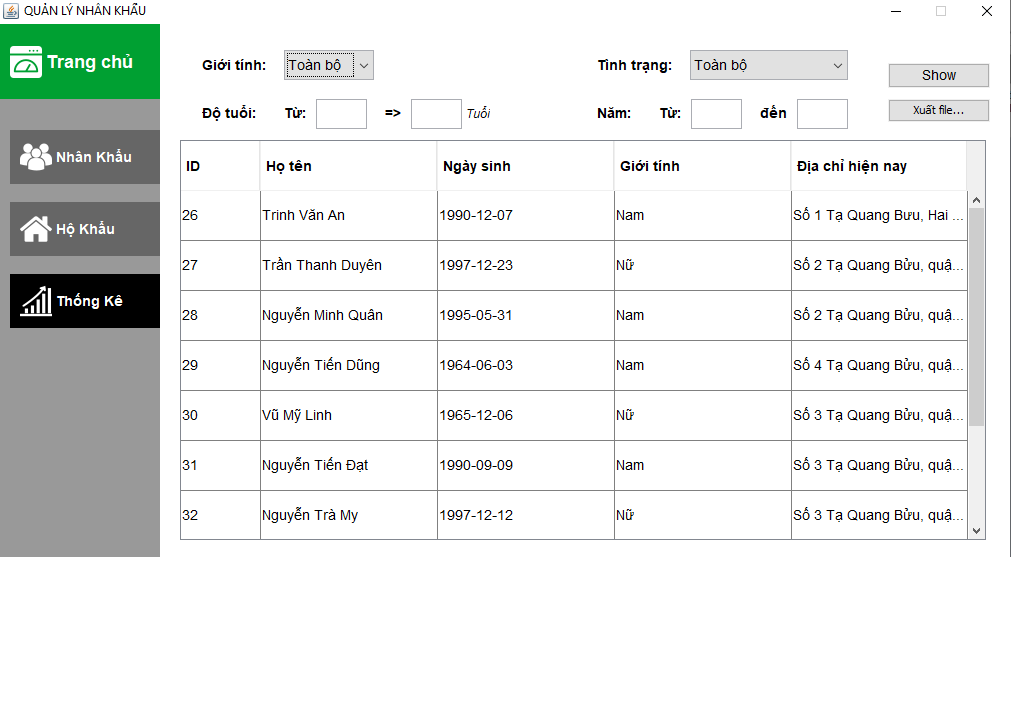 QUẢN LÝ NHÂN KHẨU
Trang chủ
Nhân Khẩu
Hộ Khẩu
Thống Kê
Giới tính: Toàn bộ Tình trạng: Toàn bộ Show
Độ tuổi: Từ: => Tuổi Năm: Từ: đến Xuất file...
ID Họ tên Ngày sinh Giới tính Địa chỉ hiện nay
26 Trinh Văn An 1990-12-07 Nam Số 1 Tạ Quang Bưu, Hai ...
27 Trần Thanh Duyên 1997-12-23 Nữ Số 2 Tạ Quang Bửu, quậ...
28 Nguyễn Minh Quân 1995-05-31 Nam Số 2 Tạ Quang Bửu, quậ...
29 Nguyễn Tiến Dũng 1964-06-03 Nam Số 4 Tạ Quang Bửu, quậ...
30 Vũ Mỹ Linh 1965-12-06 Nữ Số 3 Tạ Quang Bửu, quậ...
31 Nguyễn Tiến Đạt 1990-09-09 Nam Số 3 Tạ Quang Bửu, quậ...
32 Nguyễn Trà My 1997-12-12 Nữ Số 3 Tạ Quang Bửu, quậ...